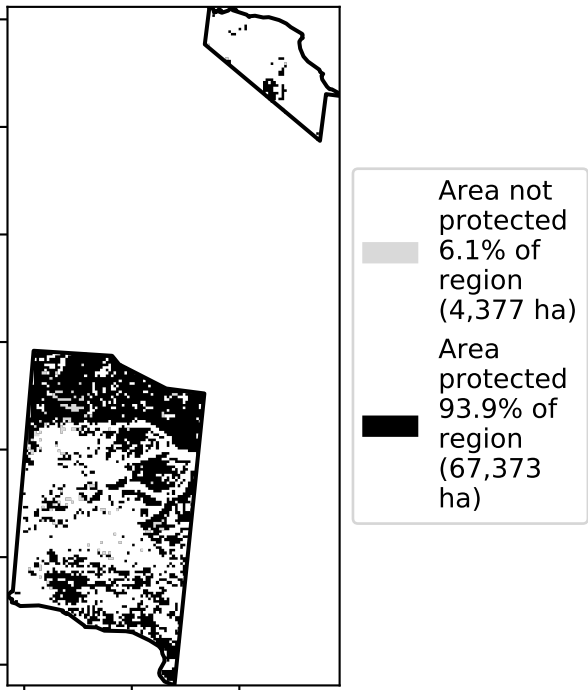 Area not
protected
6.1% of
region
(4,377 ha)
Area
protected
93.9% of
region
(67,373
ha)